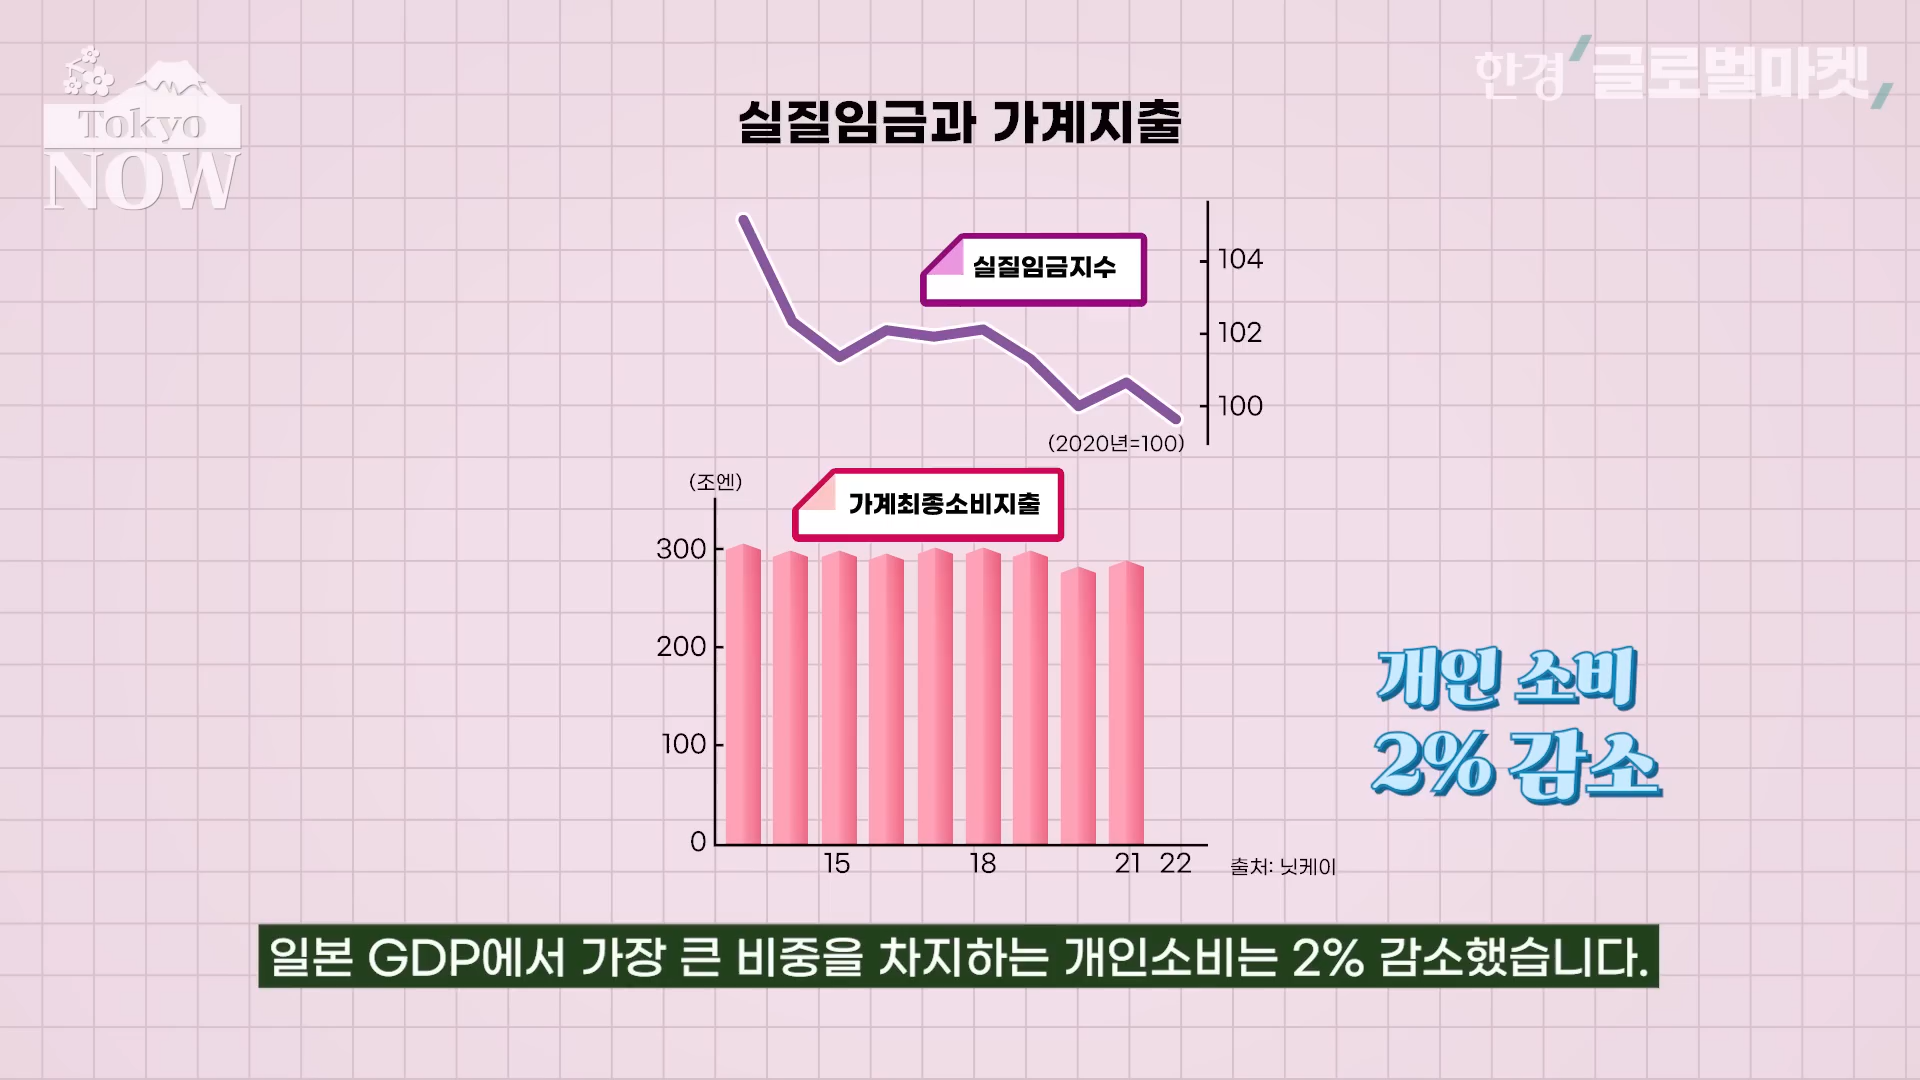 Tokyo
NOW
한경 글로벌마켓
실질임금과 가계지출
실질임금지수
104
102
100
(2020년=100)
(조엔)
가계최종소비지출
300
200
100
0
15 18 21 22
출처: 닛케이
개인 소비
2% 감소
일본 GDP에서 가장 큰 비중을 차지하는 개인소비는 2% 감소했습니다.